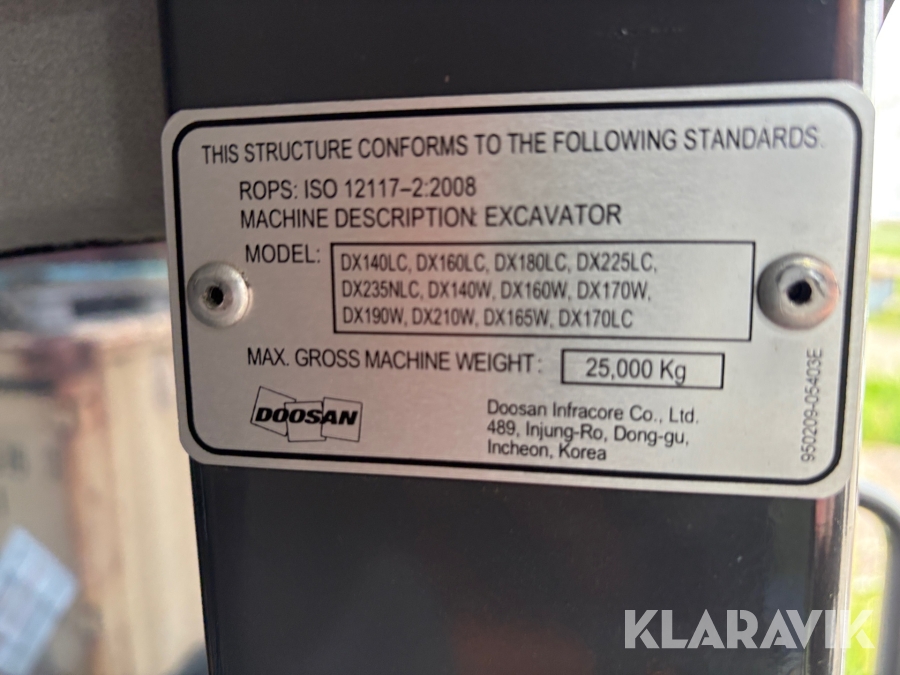 THIS STRUCTURE CONFORMS TO THE FOLLOWING STANDARDS.
ROPS: ISO 12117-2:2008
MACHINE DESCRIPTION: EXCAVATOR
MODEL: DX140LC, DX160LC, DX180LC, DX225LC,
DX235NLC, DX140W, DX160W, DX170W,
DX190W, DX210W, DX165W, DX170LC
MAX. GROSS MACHINE WEIGHT: 25,000 Kg
DOOSAN
Doosan Infracore Co., Ltd.
489, Injung-Ro, Dong-gu,
Incheon, Korea
950209-05403E
KLARAVIK